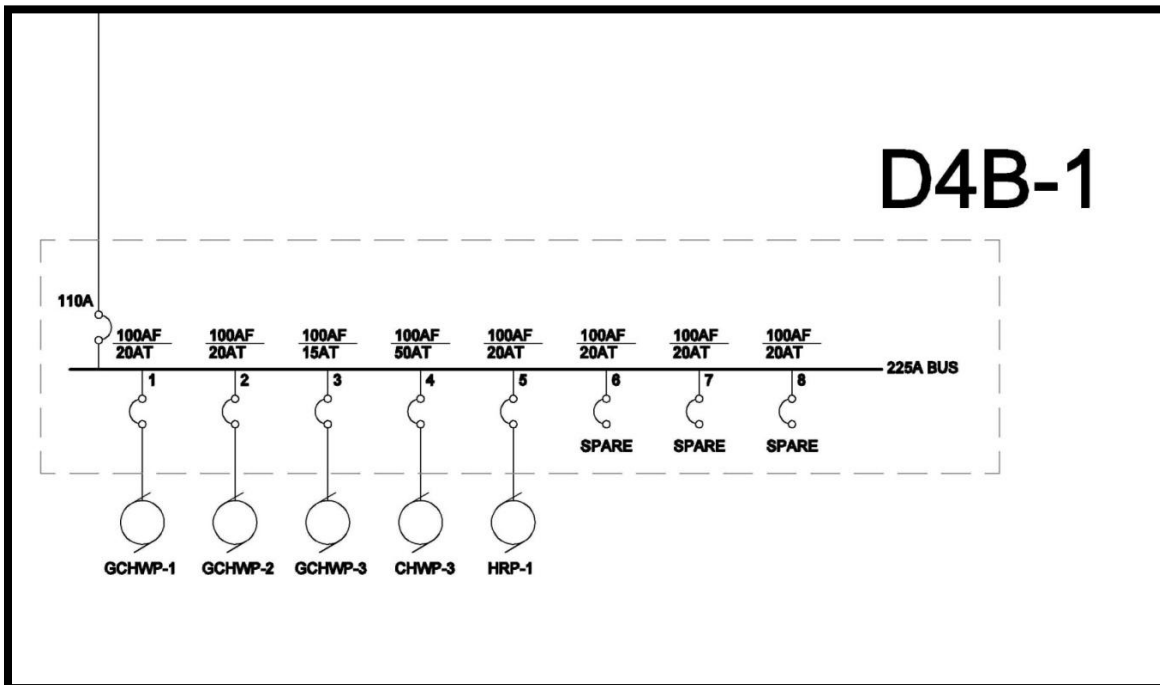 D4B-1
110A
100AF 100AF 100AF 100AF 100AF 100AF 100AF 100AF
20AT 20AT 15AT 50AT 20AT 20AT 20AT 20AT
225A BUS
1 2 3 4 5 6 7 8
SPARE SPARE SPARE
GCHWP-1 GCHWP-2 GCHWP-3 CHWP-3 HRP-1